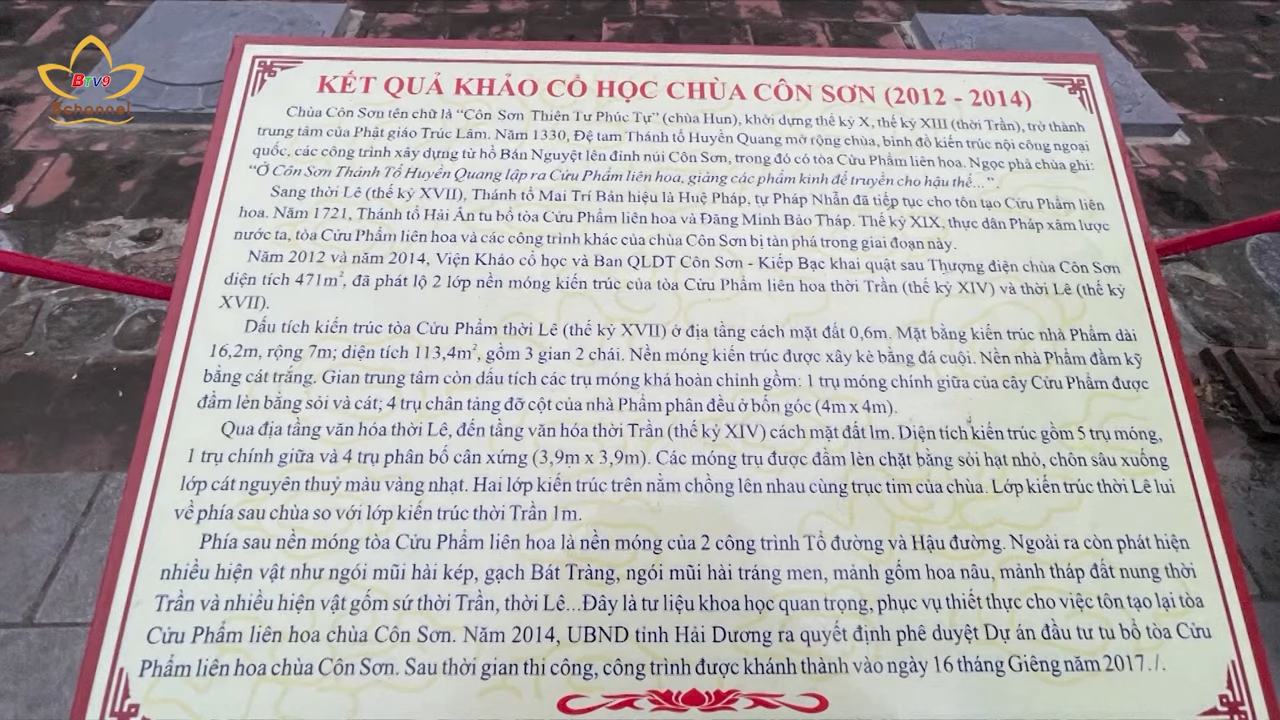 BTV9
Schannel
KẾT QUẢ KHẢO CỔ HỌC CHÙA CÔN SƠN (2012 - 2014)
Chùa Côn Sơn tên chữ là “Côn Sơn Thiên Tư Phúc Tự” (chùa Hun), khởi dựng thế kỷ X, thế kỷ XIII (thời Trần), trở thành
trung tâm của Phật giáo Trúc Lâm. Năm 1330, Đệ tam Thánh tổ Huyền Quang mở rộng chùa, bình đồ kiến trúc nội công ngoại
quốc, các công trình xây dựng từ hồ Bán Nguyệt lên đỉnh núi Côn Sơn, trong đó có tòa Cửu Phẩm liên hoa. Ngọc phả chùa ghi:
“Ở Côn Sơn Thánh Tổ Huyền Quang lập ra Cửu Phẩm liên hoa, giảng các phẩm kinh để truyền cho hậu thế...”.
Sang thời Lê (thế kỷ XVII), Thánh tổ Mai Trí Bản hiệu là Huệ Pháp, tự Pháp Nhẫn đã tiếp tục cho tôn tạo Cửu Phẩm liên
hoa. Năm 1721, Thánh tổ Hải Ấn tu bổ tòa Cửu Phẩm liên hoa và Đăng Minh Bảo Tháp. Thế kỷ XIX, thực dân Pháp xâm lược
nước ta, tòa Cửu Phẩm liên hoa và các công trình khác của chùa Côn Sơn bị tàn phá trong giai đoạn này.
Năm 2012 và năm 2014, Viện Khảo cổ học và Ban QLDT Côn Sơn - Kiếp Bạc khai quật sau Thượng điện chùa Côn Sơn
diện tích 471m², đã phát lộ 2 lớp nền móng kiến trúc của tòa Cửu Phẩm liên hoa thời Trần (thế kỷ XIV) và thời Lê (thế kỷ
XVII).
Dấu tích kiến trúc tòa Cửu Phẩm thời Lê (thế kỷ XVII) ở địa tầng cách mặt đất 0,6m. Mặt bằng kiến trúc nhà Phẩm dài
16,2m, rộng 7m; diện tích 113,4m², gồm 3 gian 2 chái. Nền móng kiến trúc được xây kè bằng đá cuội. Nền nhà Phẩm đầm kỹ
bằng cát trắng. Gian trung tâm còn dấu tích các trụ móng khá hoàn chỉnh gồm: 1 trụ móng chính giữa của cây Cửu Phẩm được
đầm lèn bằng sỏi và cát; 4 trụ chân tảng đỡ cột của nhà Phẩm phân đều ở bốn góc (4m x 4m).
Qua địa tầng văn hóa thời Lê, đến tầng văn hóa thời Trần (thế kỷ XIV) cách mặt đất 1m. Diện tích kiến trúc gồm 5 trụ móng,
1 trụ chính giữa và 4 trụ phân bố cân xứng (3,9m x 3,9m). Các móng trụ được đầm lèn chặt bằng sỏi hạt nhỏ, chôn sâu xuống
lớp cát nguyên thuỷ màu vàng nhạt. Hai lớp kiến trúc trên nằm chồng lên nhau cùng trục tim của chùa. Lớp kiến trúc thời Lê lui
về phía sau chùa so với lớp kiến trúc thời Trần 1m.
Phía sau nền móng tòa Cửu Phẩm liên hoa là nền móng của 2 công trình Tổ đường và Hậu đường. Ngoài ra còn phát hiện
nhiều hiện vật như ngói mũi hài kép, gạch Bát Tràng, ngói mũi hài tráng men, mảnh gốm hoa nâu, mảnh tháp đất nung thời
Trần và nhiều hiện vật gốm sứ thời Trần, thời Lê...Đây là tư liệu khoa học quan trọng, phục vụ thiết thực cho việc tôn tạo lại tòa
Cửu Phẩm liên hoa chùa Côn Sơn. Năm 2014, UBND tỉnh Hải Dương ra quyết định phê duyệt Dự án đầu tư tu bổ tòa Cửu
Phẩm liên hoa chùa Côn Sơn. Sau thời gian thi công, công trình được khánh thành vào ngày 16 tháng Giêng năm 2017./.